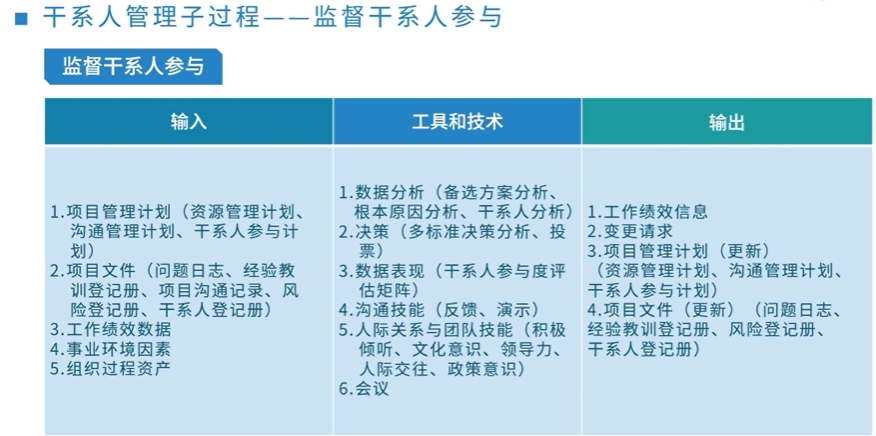 ■ 干系人管理子过程——监督干系人参与
监督干系人参与
输入
1.项目管理计划（资源管理计划、
沟通管理计划、干系人参与计
划）
2.项目文件（问题日志、经验教
训登记册、项目沟通记录、风
险登记册、干系人登记册）
3.工作绩效数据
4.事业环境因素
5.组织过程资产
工具和技术
1.数据分析（备选方案分析、
根本原因分析、干系人分析）
2.决策（多标准决策分析、投
票）
3.数据表现（干系人参与度评
估矩阵）
4.沟通技能（反馈、演示）
5.人际关系与团队技能（积极
倾听、文化意识、领导力、
人际交往、政策意识）
6.会议
输出
1.工作绩效信息
2.变更请求
3.项目管理计划（更新）
（资源管理计划、沟通管理计划、
干系人参与计划）
4.项目文件（更新）（问题日志、
经验教训登记册、风险登记册、
干系人登记册）